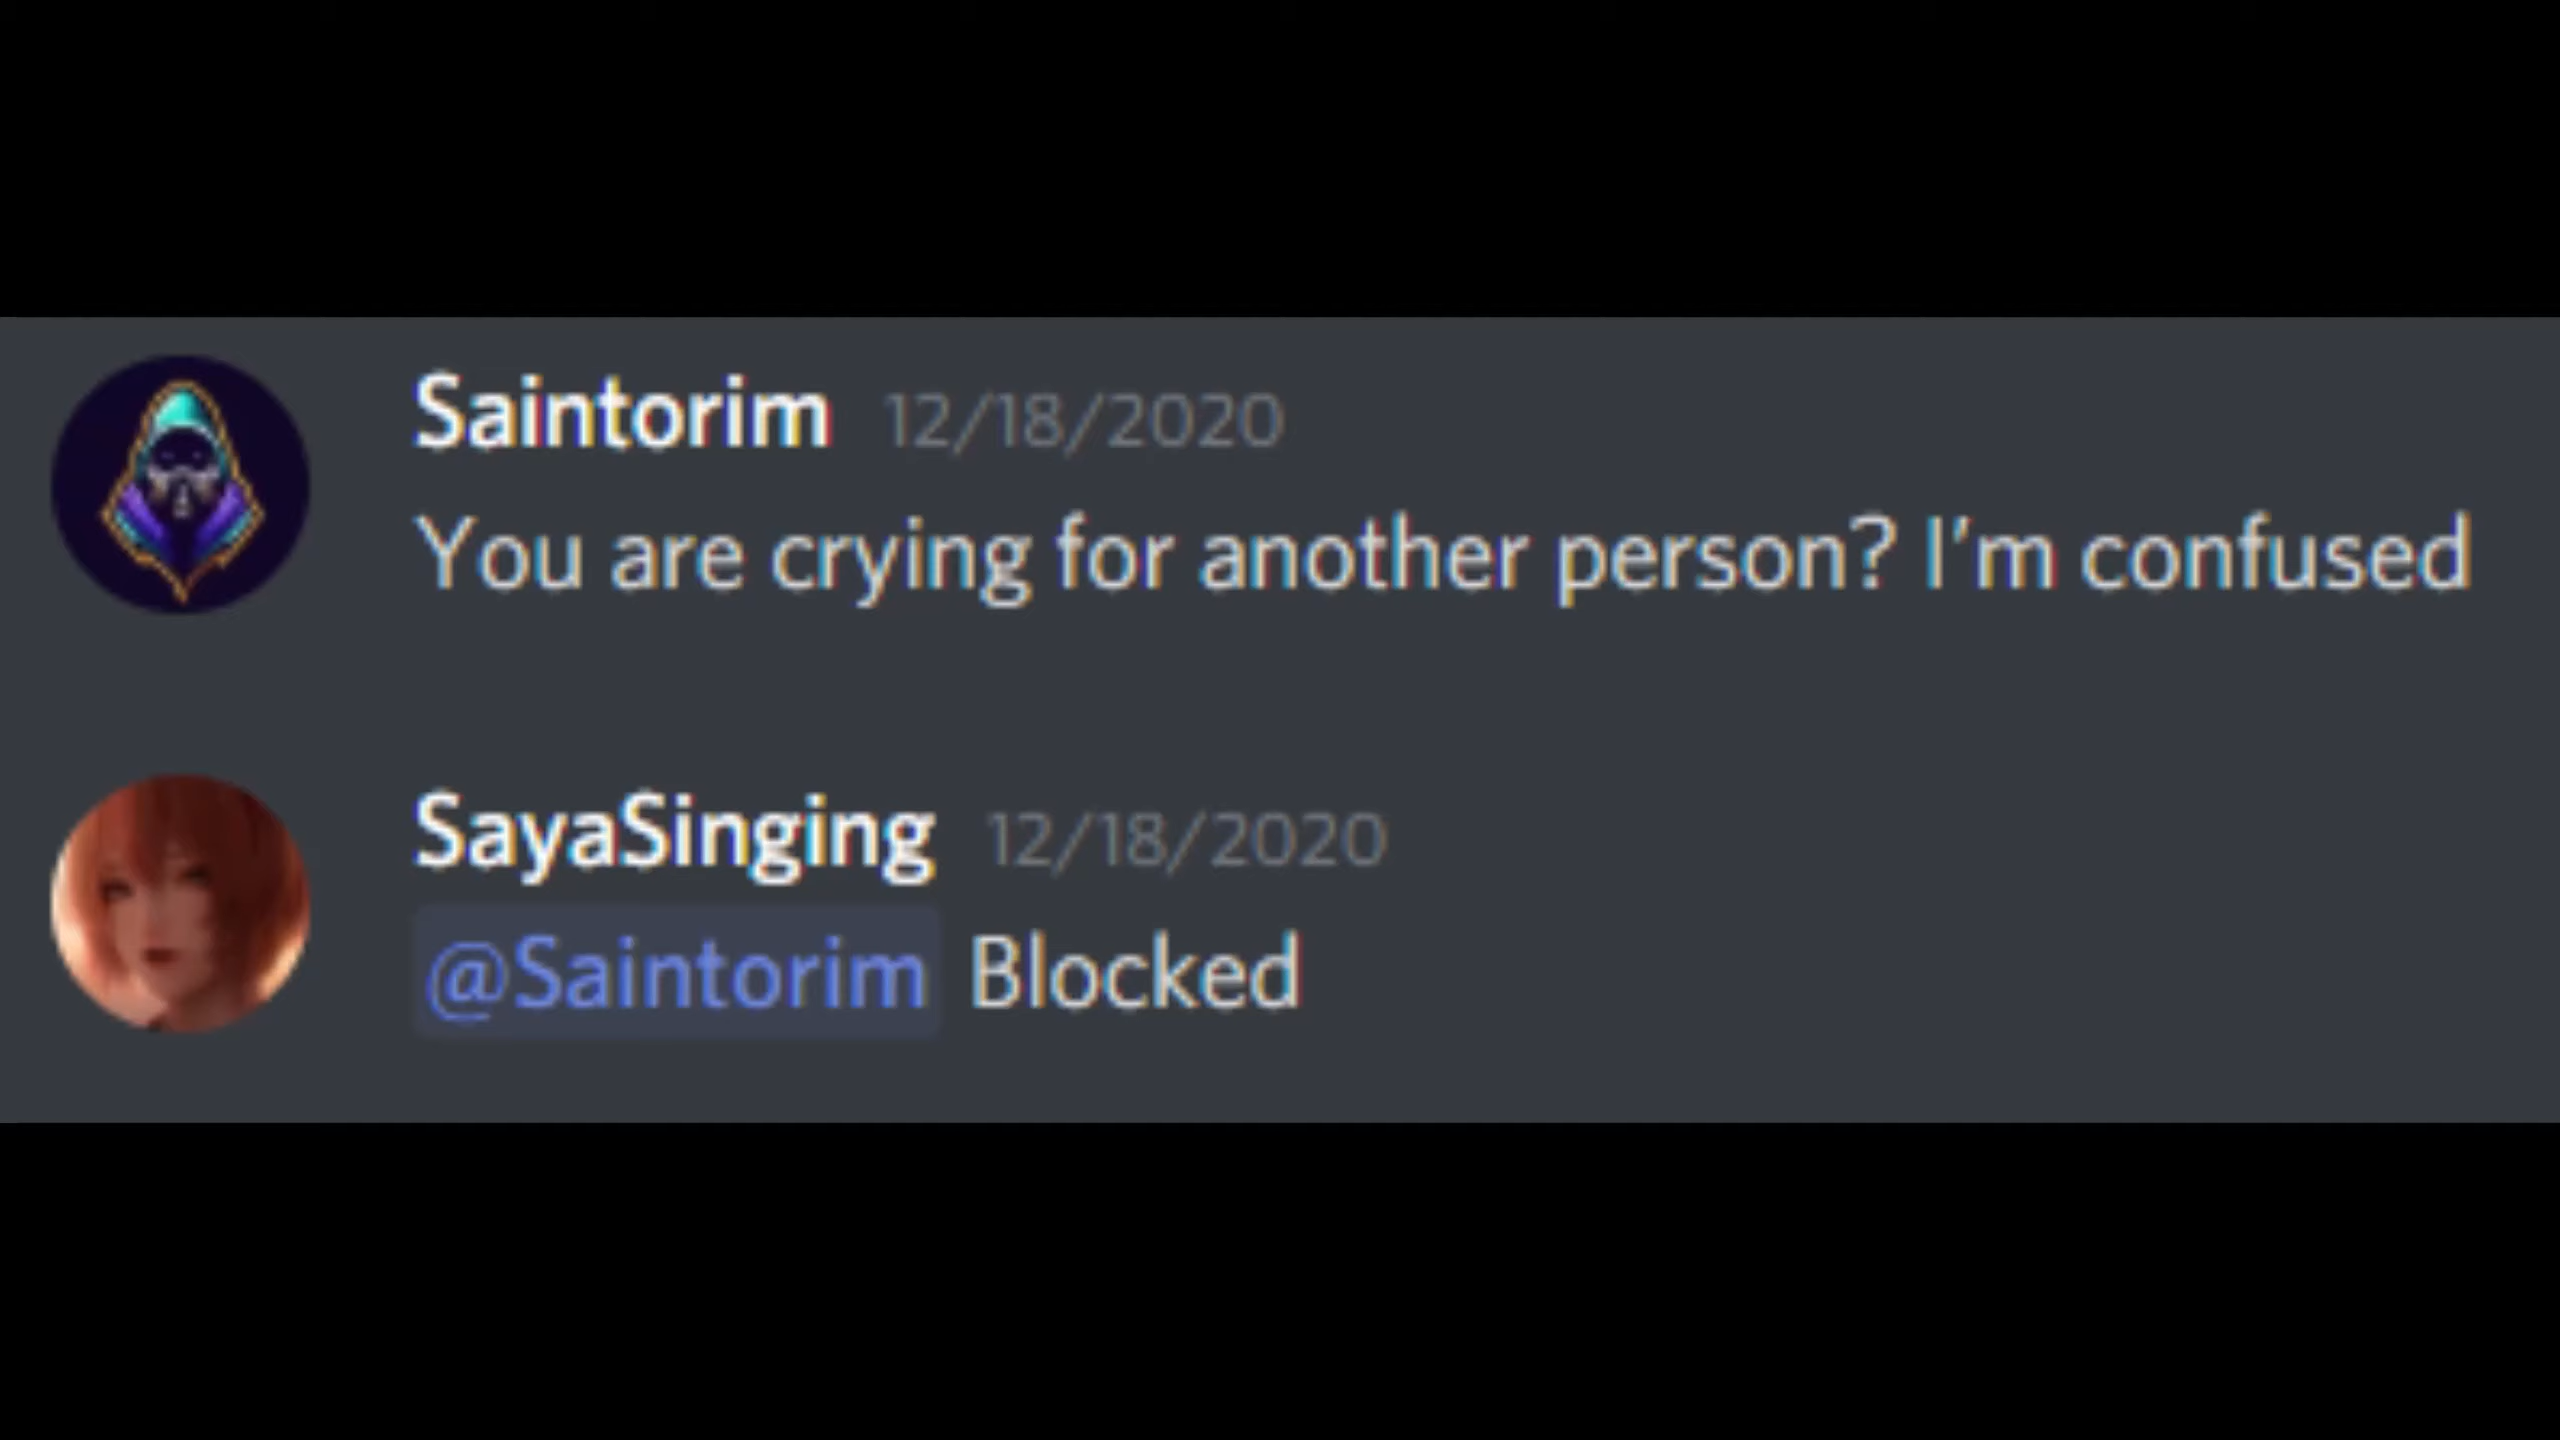 Saintorim 12/18/2020
You are crying for another person? I'm confused
SayaSinging 12/18/2020
@Saintorim Blocked